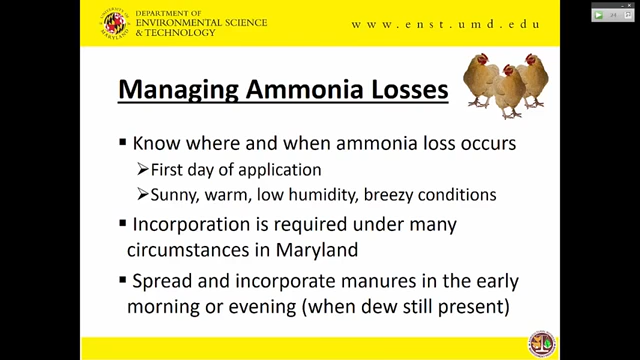 DEPARTMENT OF
ENVIRONMENTAL SCIENCE
& TECHNOLOGY
www.enst.umd.edu
Managing Ammonia Losses
▪ Know where and when ammonia loss occurs
➢First day of application
➢Sunny, warm, low humidity, breezy conditions
▪ Incorporation is required under many
circumstances in Maryland
▪ Spread and incorporate manures in the early
morning or evening (when dew still present)